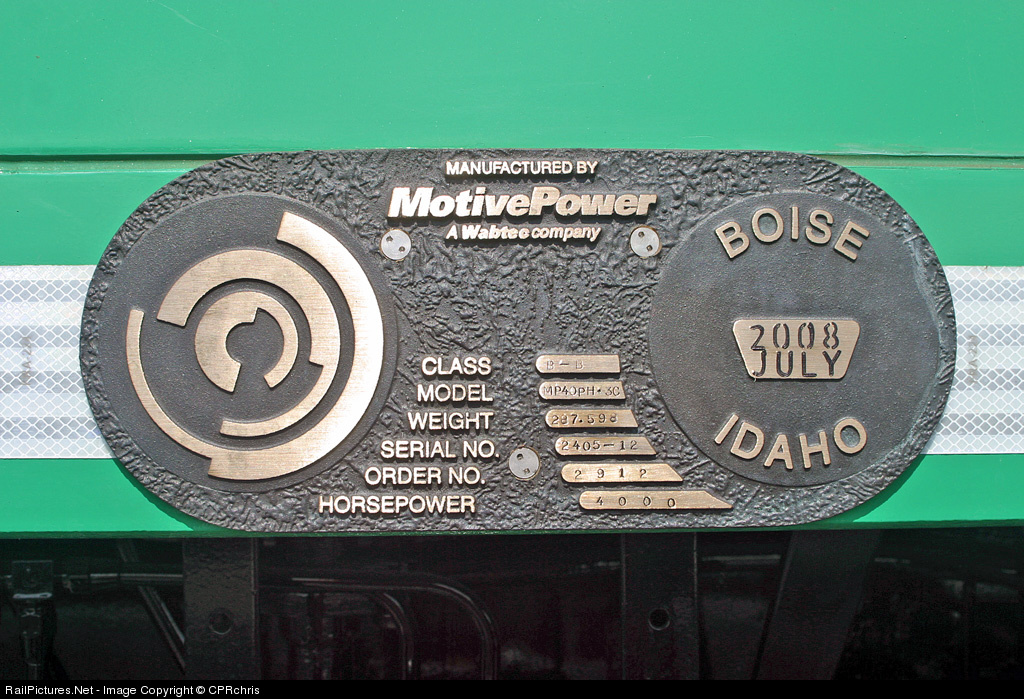 MANUFACTURED BY
MotivePower
A Wabtec company
BOISE
2008
JULY
IDAHO
CLASS B-B
MODEL MP40PH-3C
WEIGHT 287.598
SERIAL NO. 2405-12
ORDER NO. 2912
HORSEPOWER 4000
RailPictures.Net - Image Copyright © CPRchris